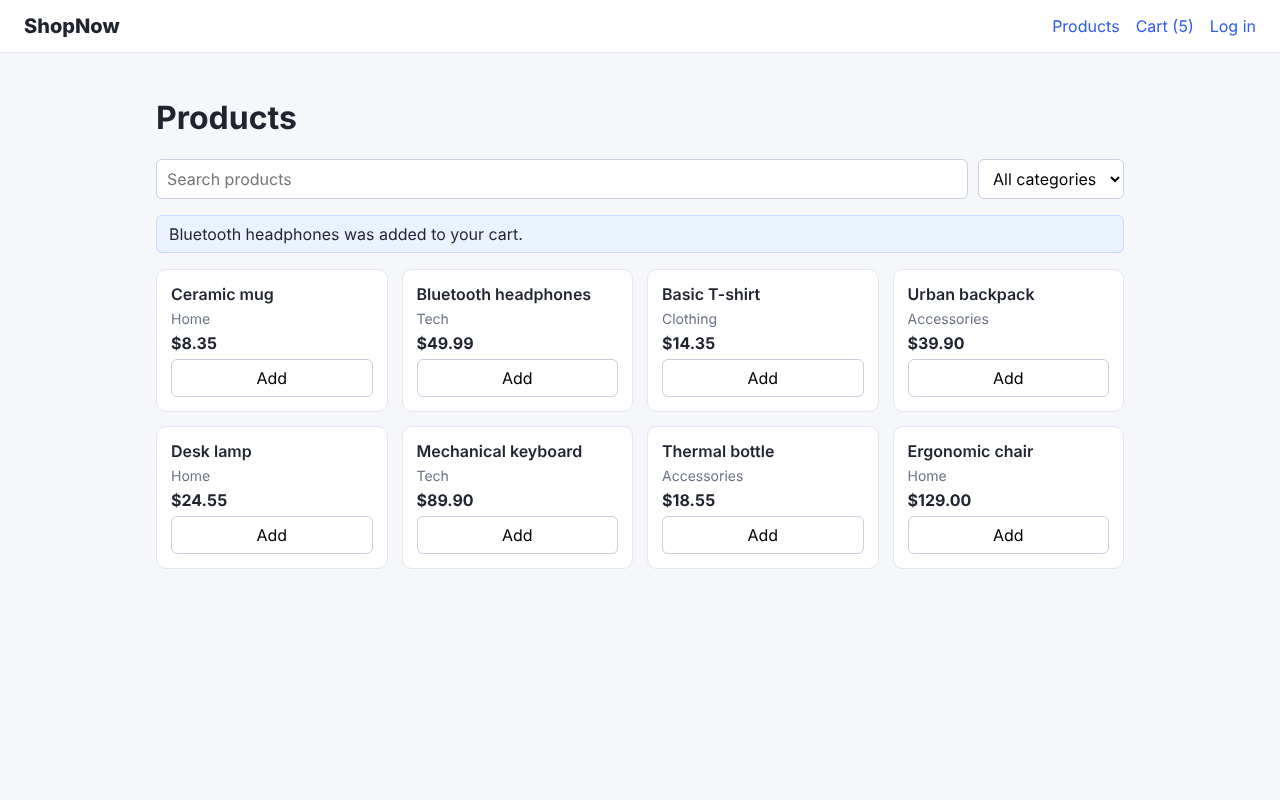 ShopNow
Products Cart (5) Log in
Products
Search products
All categories
Bluetooth headphones was added to your cart.
Ceramic mug
Home
$8.35
Add
Bluetooth headphones
Tech
$49.99
Add
Basic T-shirt
Clothing
$14.35
Add
Urban backpack
Accessories
$39.90
Add
Desk lamp
Home
$24.55
Add
Mechanical keyboard
Tech
$89.90
Add
Thermal bottle
Accessories
$18.55
Add
Ergonomic chair
Home
$129.00
Add